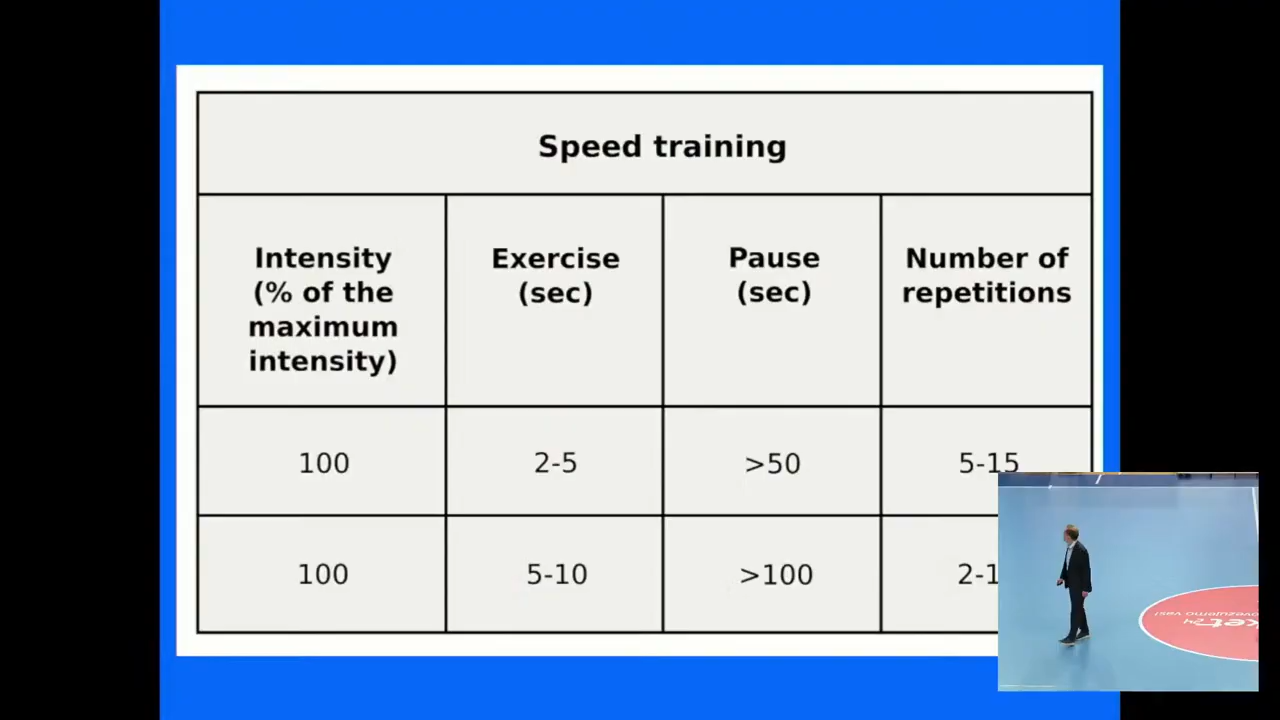 Speed training
Intensity
(% of the
maximum
intensity)
Exercise
(sec)
Pause
(sec)
Number of
repetitions
100
2-5
>50
5-15
100
5-10
>100